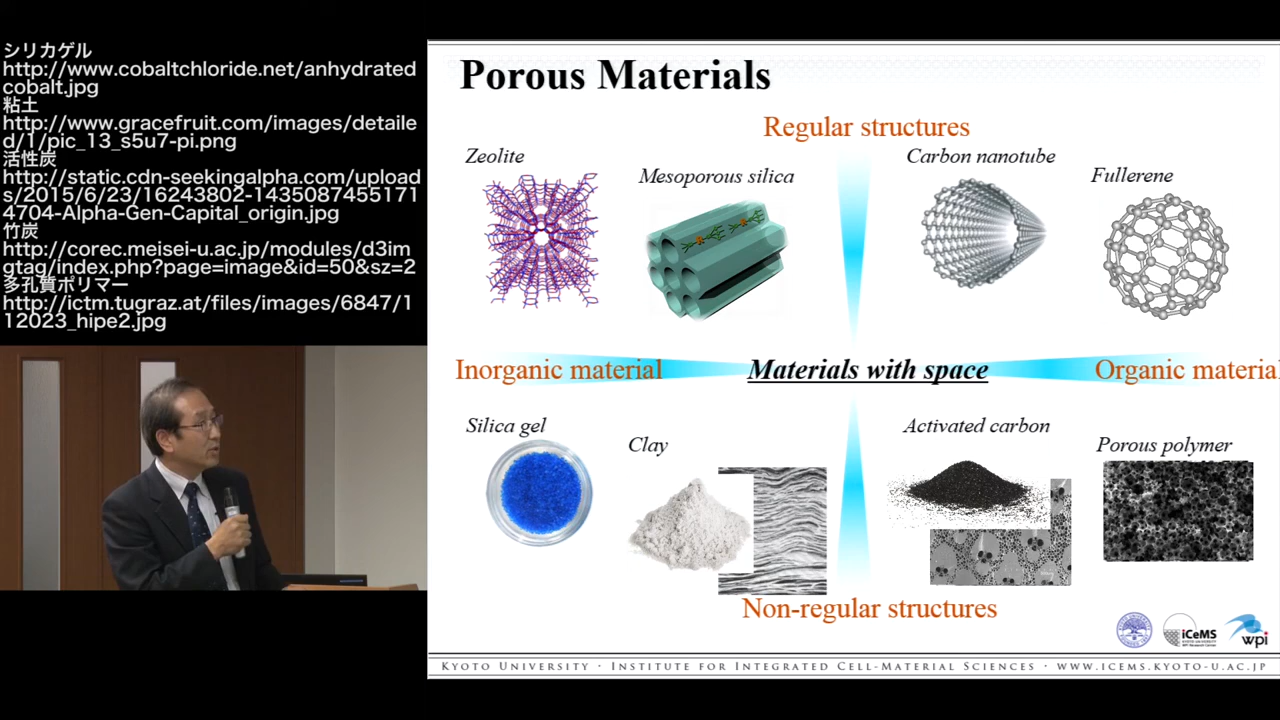 シリカゲル
http://www.cobaltchloride.net/anhydrated
cobalt.jpg
粘土
http://www.gracefruit.com/images/detaile
d/1/pic_13_s5u7-pi.png
活性炭
http://static.cdn-seekingalpha.com/upload
s/2015/6/23/16243802-1435087455171
4704-Alpha-Gen-Capital_origin.jpg
竹炭
http://corec.meisei-u.ac.jp/modules/d3im
gtag/index.php?page=image&id=50&sz=2
多孔質ポリマー
http://ictm.tugraz.at/files/images/6847/1
12023_hipe2.jpg
Porous Materials
Regular structures
Zeolite
Mesoporous silica
Carbon nanotube
Fullerene
Inorganic material
Materials with space
Organic materia
Silica gel
Clay
Activated carbon
Porous polymer
Non-regular structures
iCeMS
wpi
Kyoto University · Institute for Integrated Cell-Material Sciences · www.icems.kyoto-u.ac.jp